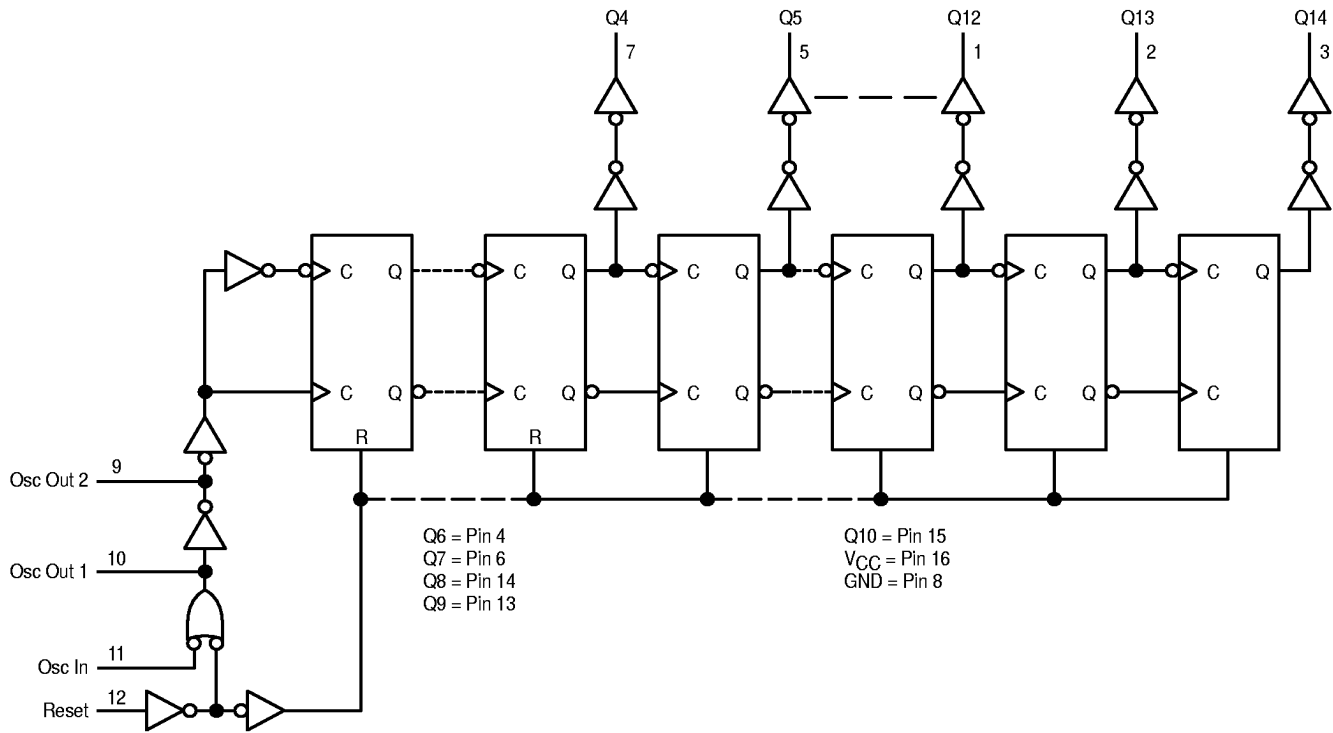 Q4 Q5 Q12 Q13 Q14
7 5 1 2 3
C Q C Q C Q C Q C Q C Q
C Q C Q C Q C Q C Q C
R R
Osc Out 2 9
Osc Out 1 10
Osc In 11
Reset 12
Q6 = Pin 4
Q7 = Pin 6
Q8 = Pin 14
Q9 = Pin 13
Q10 = Pin 15
VCC = Pin 16
GND = Pin 8